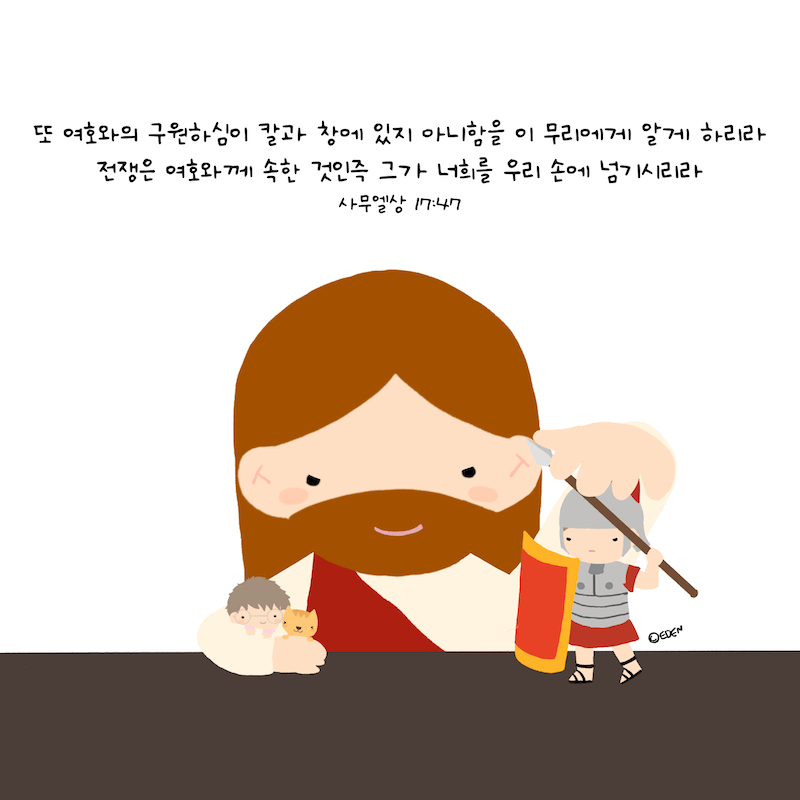 또 여호와의 구원하심이 칼과 창에 있지 아니함을 이 무리에게 알게 하리라
전쟁은 여호와께 속한 것인즉 그가 너희를 우리 손에 넘기시리라
사무엘상 17:47
©EDEN